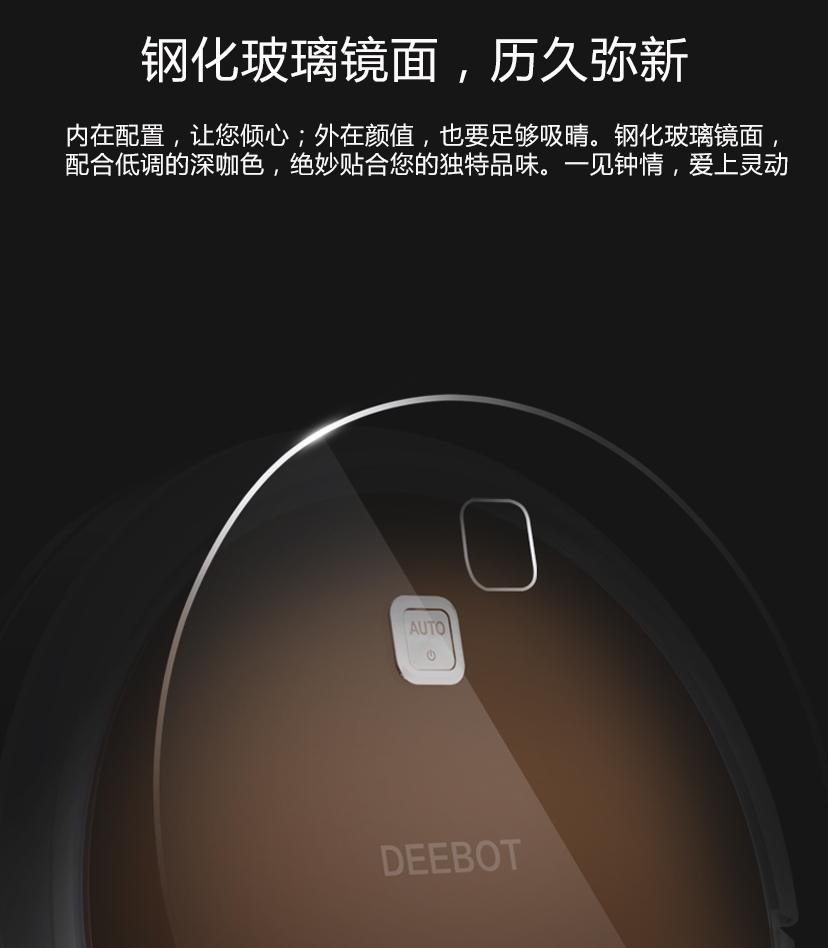 钢化玻璃镜面，历久弥新
内在配置，让您倾心；外在颜值，也要足够吸晴。钢化玻璃镜面，
配合低调的深咖色，绝妙贴合您的独特品味。一见钟情，爱上灵动
AUTO
DEEBOT